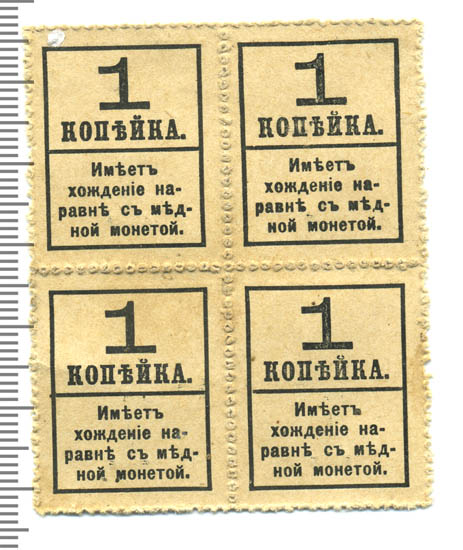 1
КОПѢЙКА.
Имѣетъ
хожденіе на-
равнѣ съ мѣд-
ной монетой.
1
КОПѢЙКА.
Имѣетъ
хожденіе на-
равнѣ съ мѣд-
ной монетой.
1
КОПѢЙКА.
Имѣетъ
хожденіе на-
равнѣ съ мѣд-
ной монетой.
1
КОПѢЙКА.
Имѣетъ
хожденіе на-
равнѣ съ мѣд-
ной монетой.